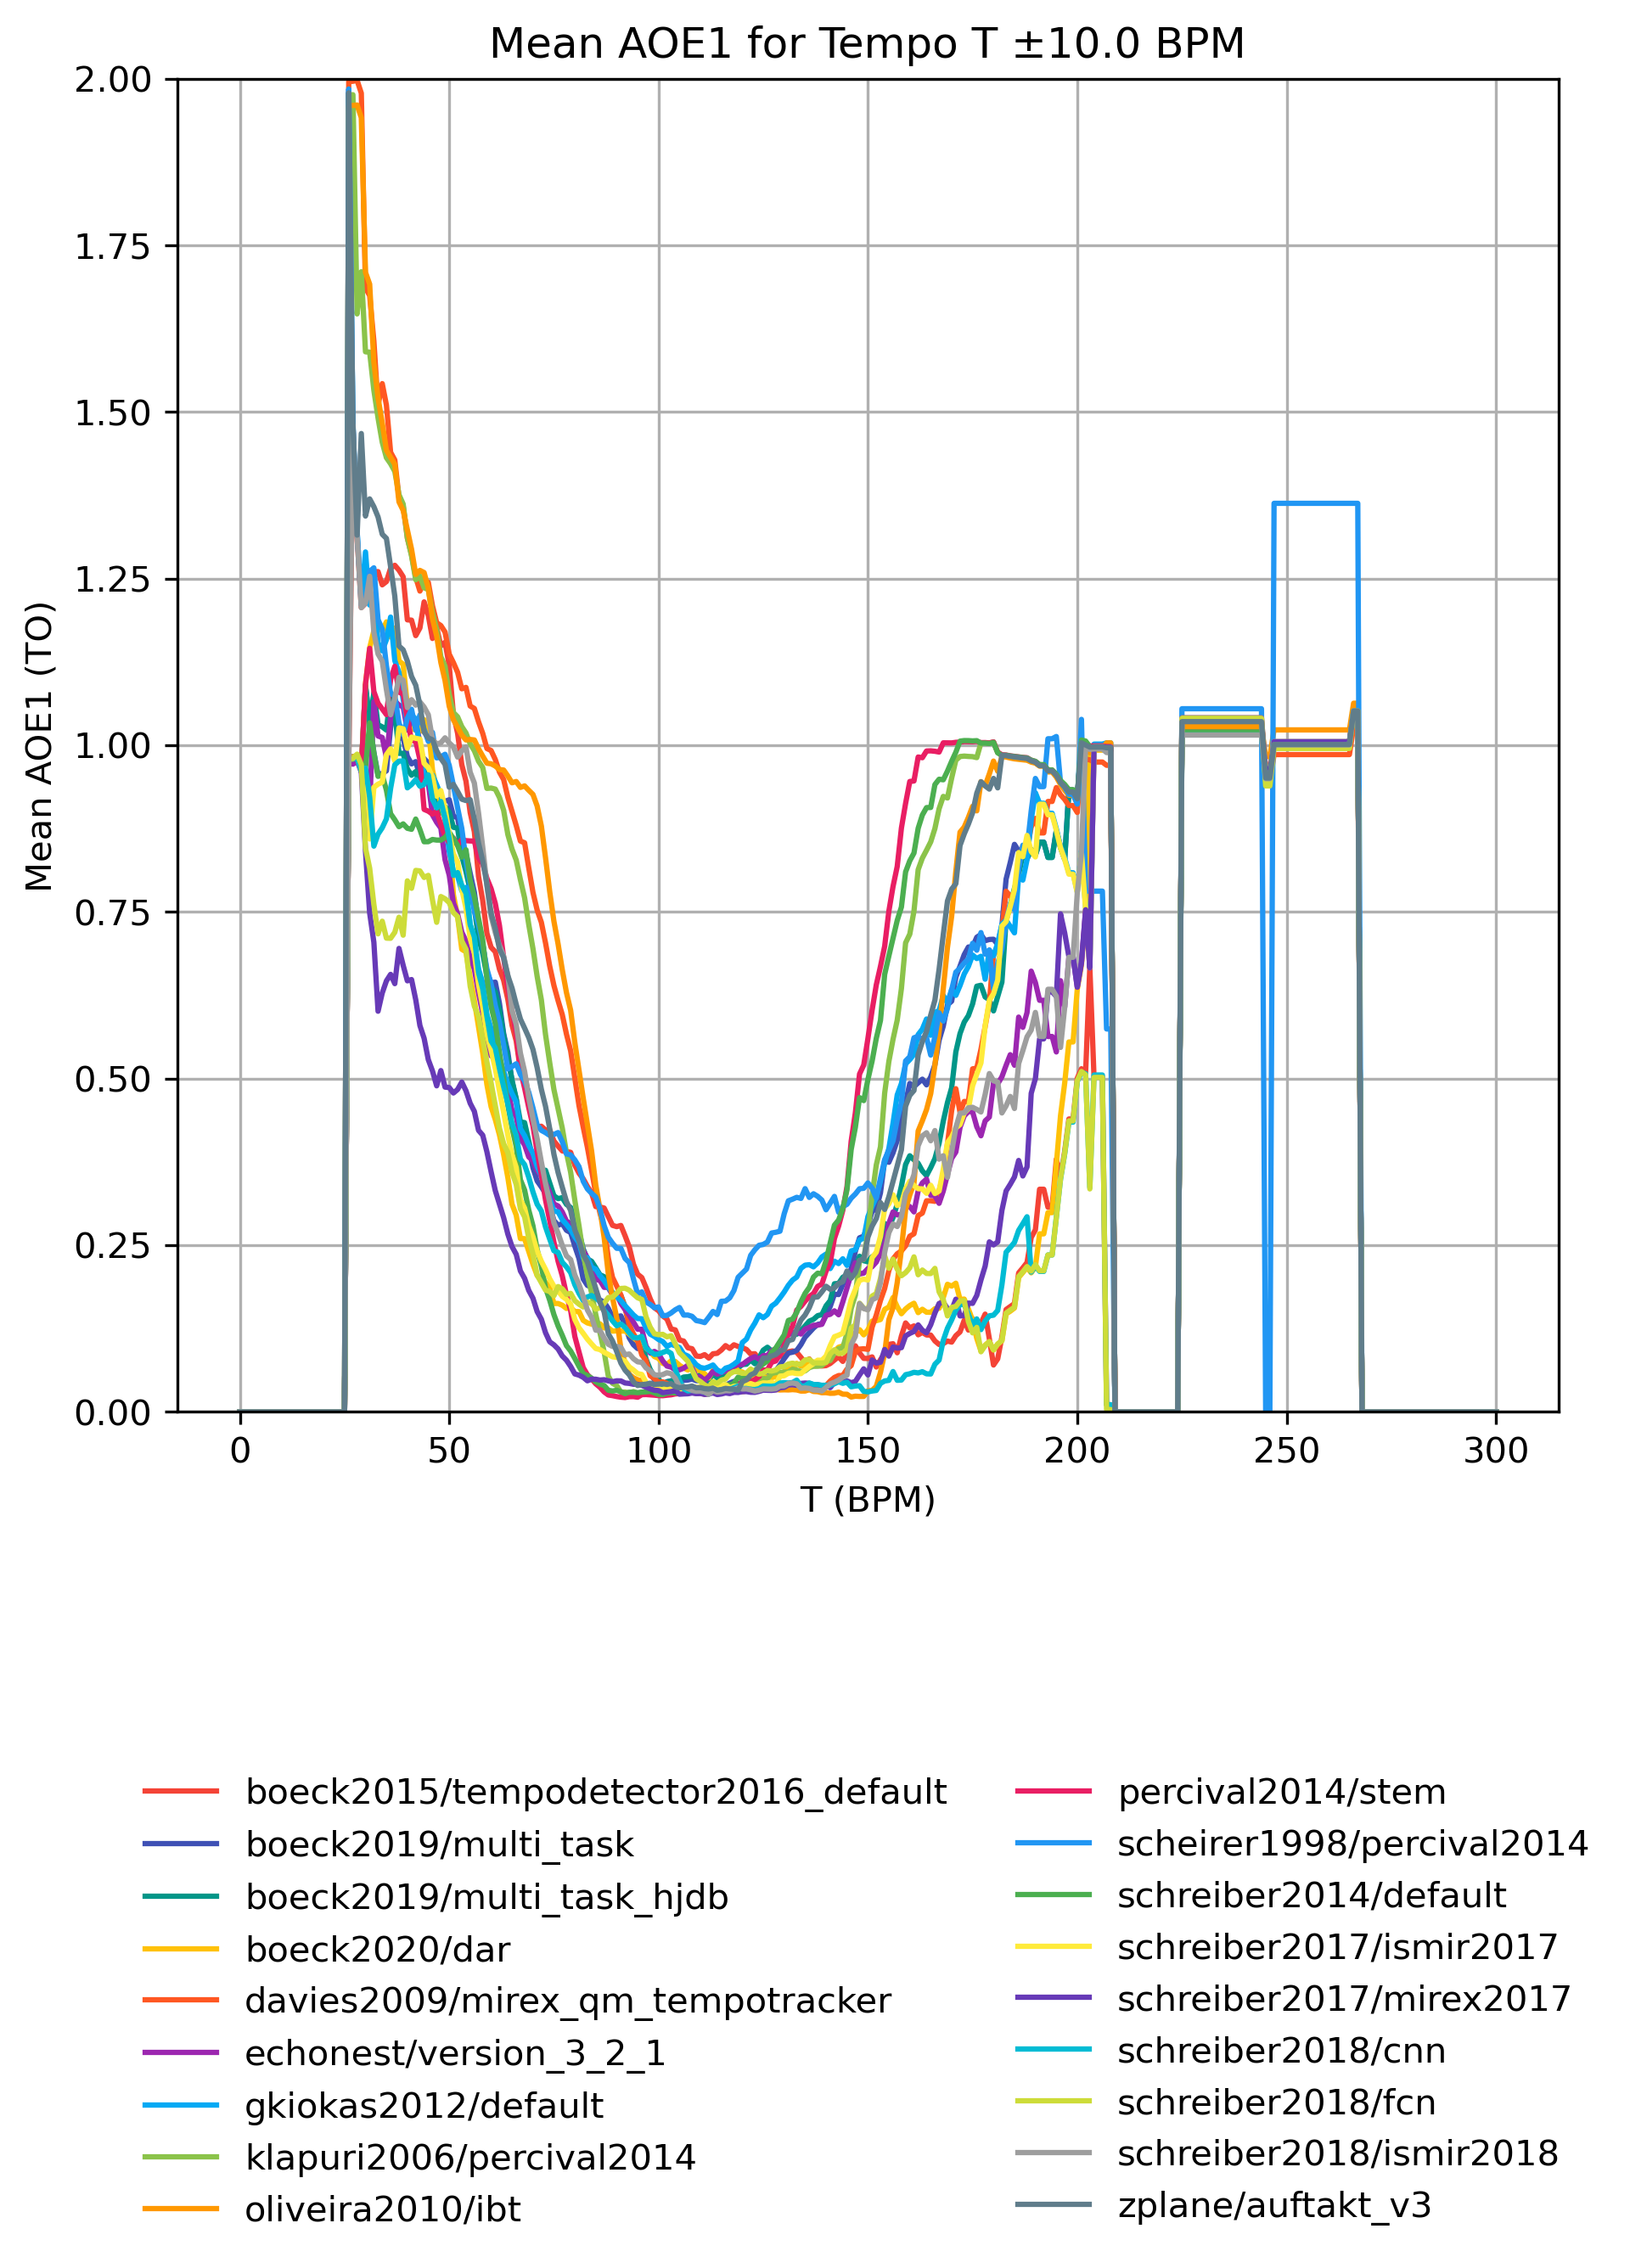 Mean AOE1 for Tempo T ±10.0 BPM
2.00
1.75
1.50
1.25
1.00
0.75
0.50
0.25
0.00
Mean AOE1 (TO)
0 50 100 150 200 250 300
T (BPM)
boeck2015/tempodetector2016_default
boeck2019/multi_task
boeck2019/multi_task_hjdb
boeck2020/dar
davies2009/mirex_qm_tempotracker
echonest/version_3_2_1
gkiokas2012/default
klapuri2006/percival2014
oliveira2010/ibt
percival2014/stem
scheirer1998/percival2014
schreiber2014/default
schreiber2017/ismir2017
schreiber2017/mirex2017
schreiber2018/cnn
schreiber2018/fcn
schreiber2018/ismir2018
zplane/auftakt_v3